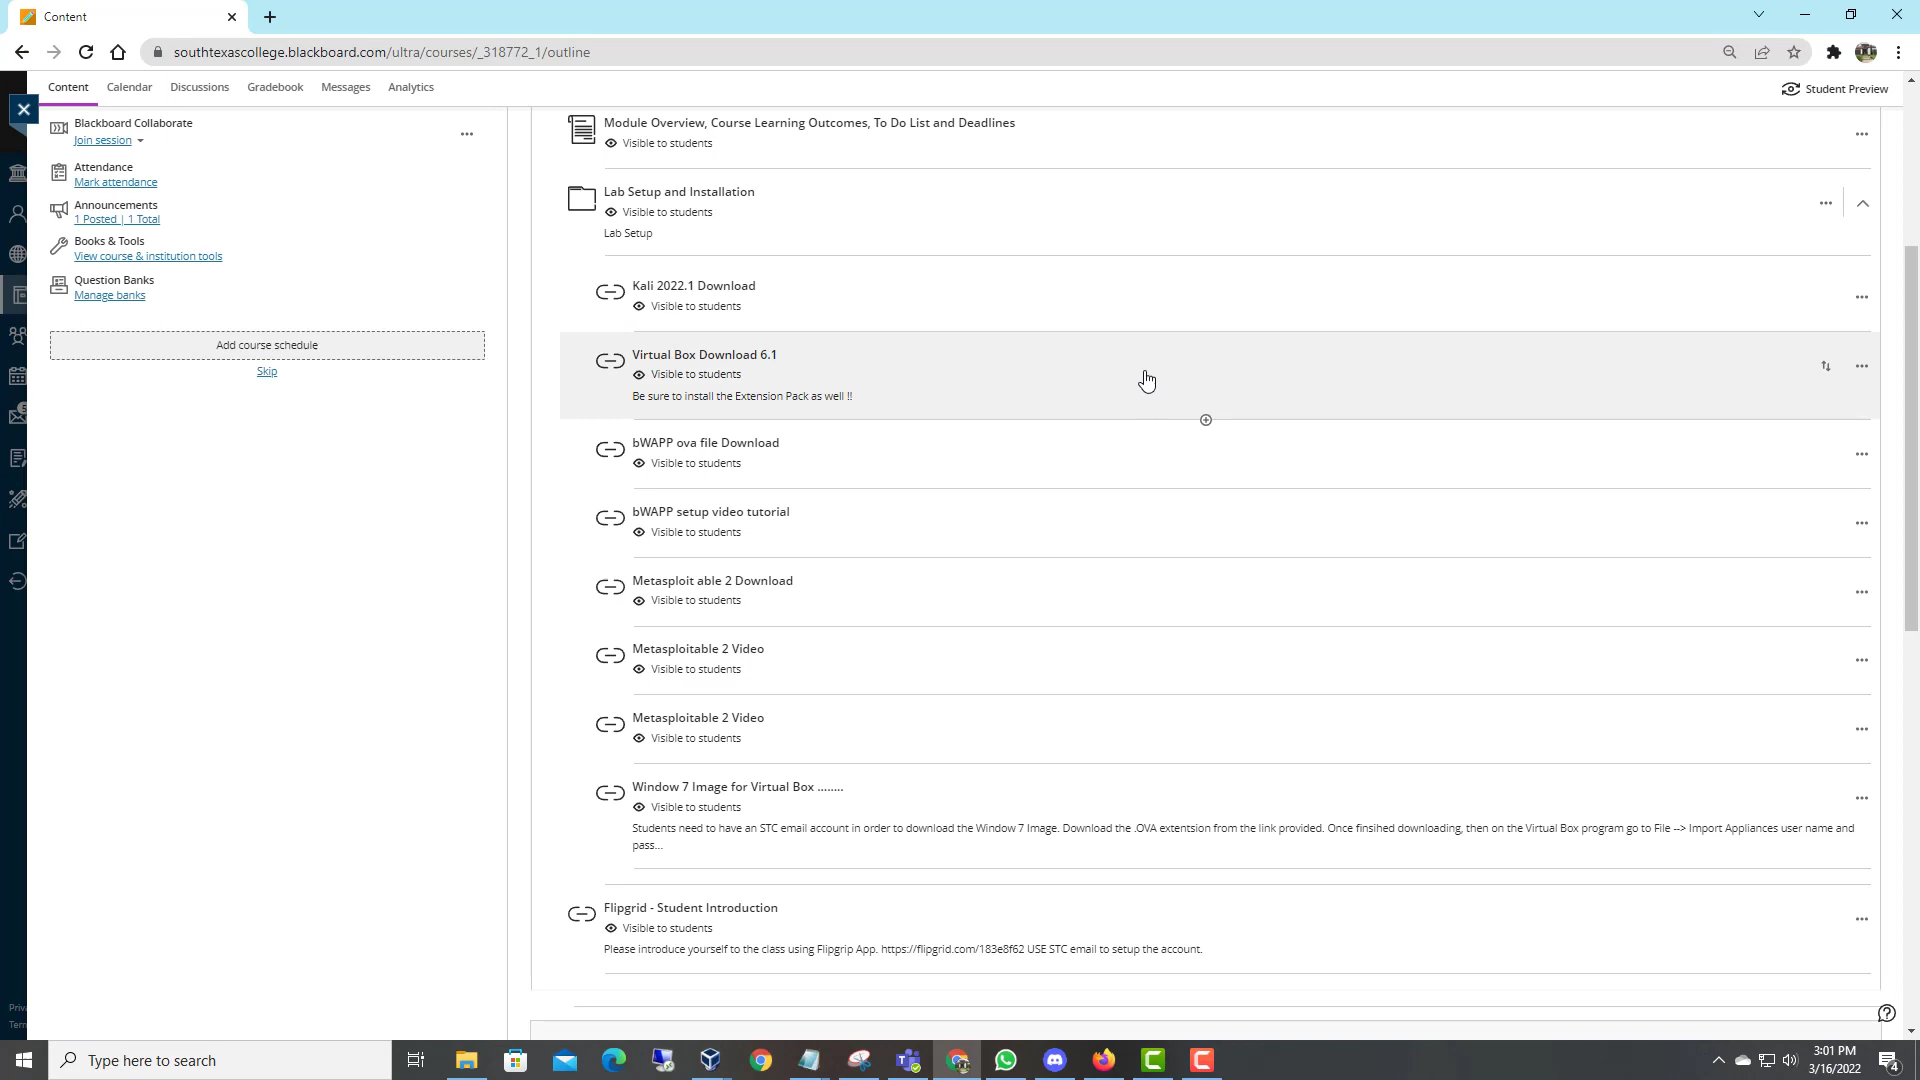 Content
southtexascollege.blackboard.com/ultra/courses/_318772_1/outline
Content
Calendar
Discussions
Gradebook
Messages
Analytics
Student Preview
Blackboard Collaborate
Join session
Attendance
Mark attendance
Announcements
1 Posted | 1 Total
Books & Tools
View course & institution tools
Question Banks
Manage banks
Add course schedule
Skip
Module Overview, Course Learning Outcomes, To Do List and Deadlines
Visible to students
Lab Setup and Installation
Visible to students
Lab Setup
Kali 2022.1 Download
Visible to students
Virtual Box Download 6.1
Visible to students
Be sure to install the Extension Pack as well !!
bWAPP ova file Download
Visible to students
bWAPP setup video tutorial
Visible to students
Metasploit able 2 Download
Visible to students
Metasploitable 2 Video
Visible to students
Metasploitable 2 Video
Visible to students
Window 7 Image for Virtual Box ........
Visible to students
Students need to have an STC email account in order to download the Window 7 Image. Download the .OVA extentsion from the link provided. Once finsihed downloading, then on the Virtual Box program go to File --> Import Appliances user name and
pass...
Flipgrid - Student Introduction
Visible to students
Please introduce yourself to the class using Flipgrip App. https://flipgrid.com/183e8f62 USE STC email to setup the account.
Priv
Term
Type here to search
3:01 PM
3/16/2022
4